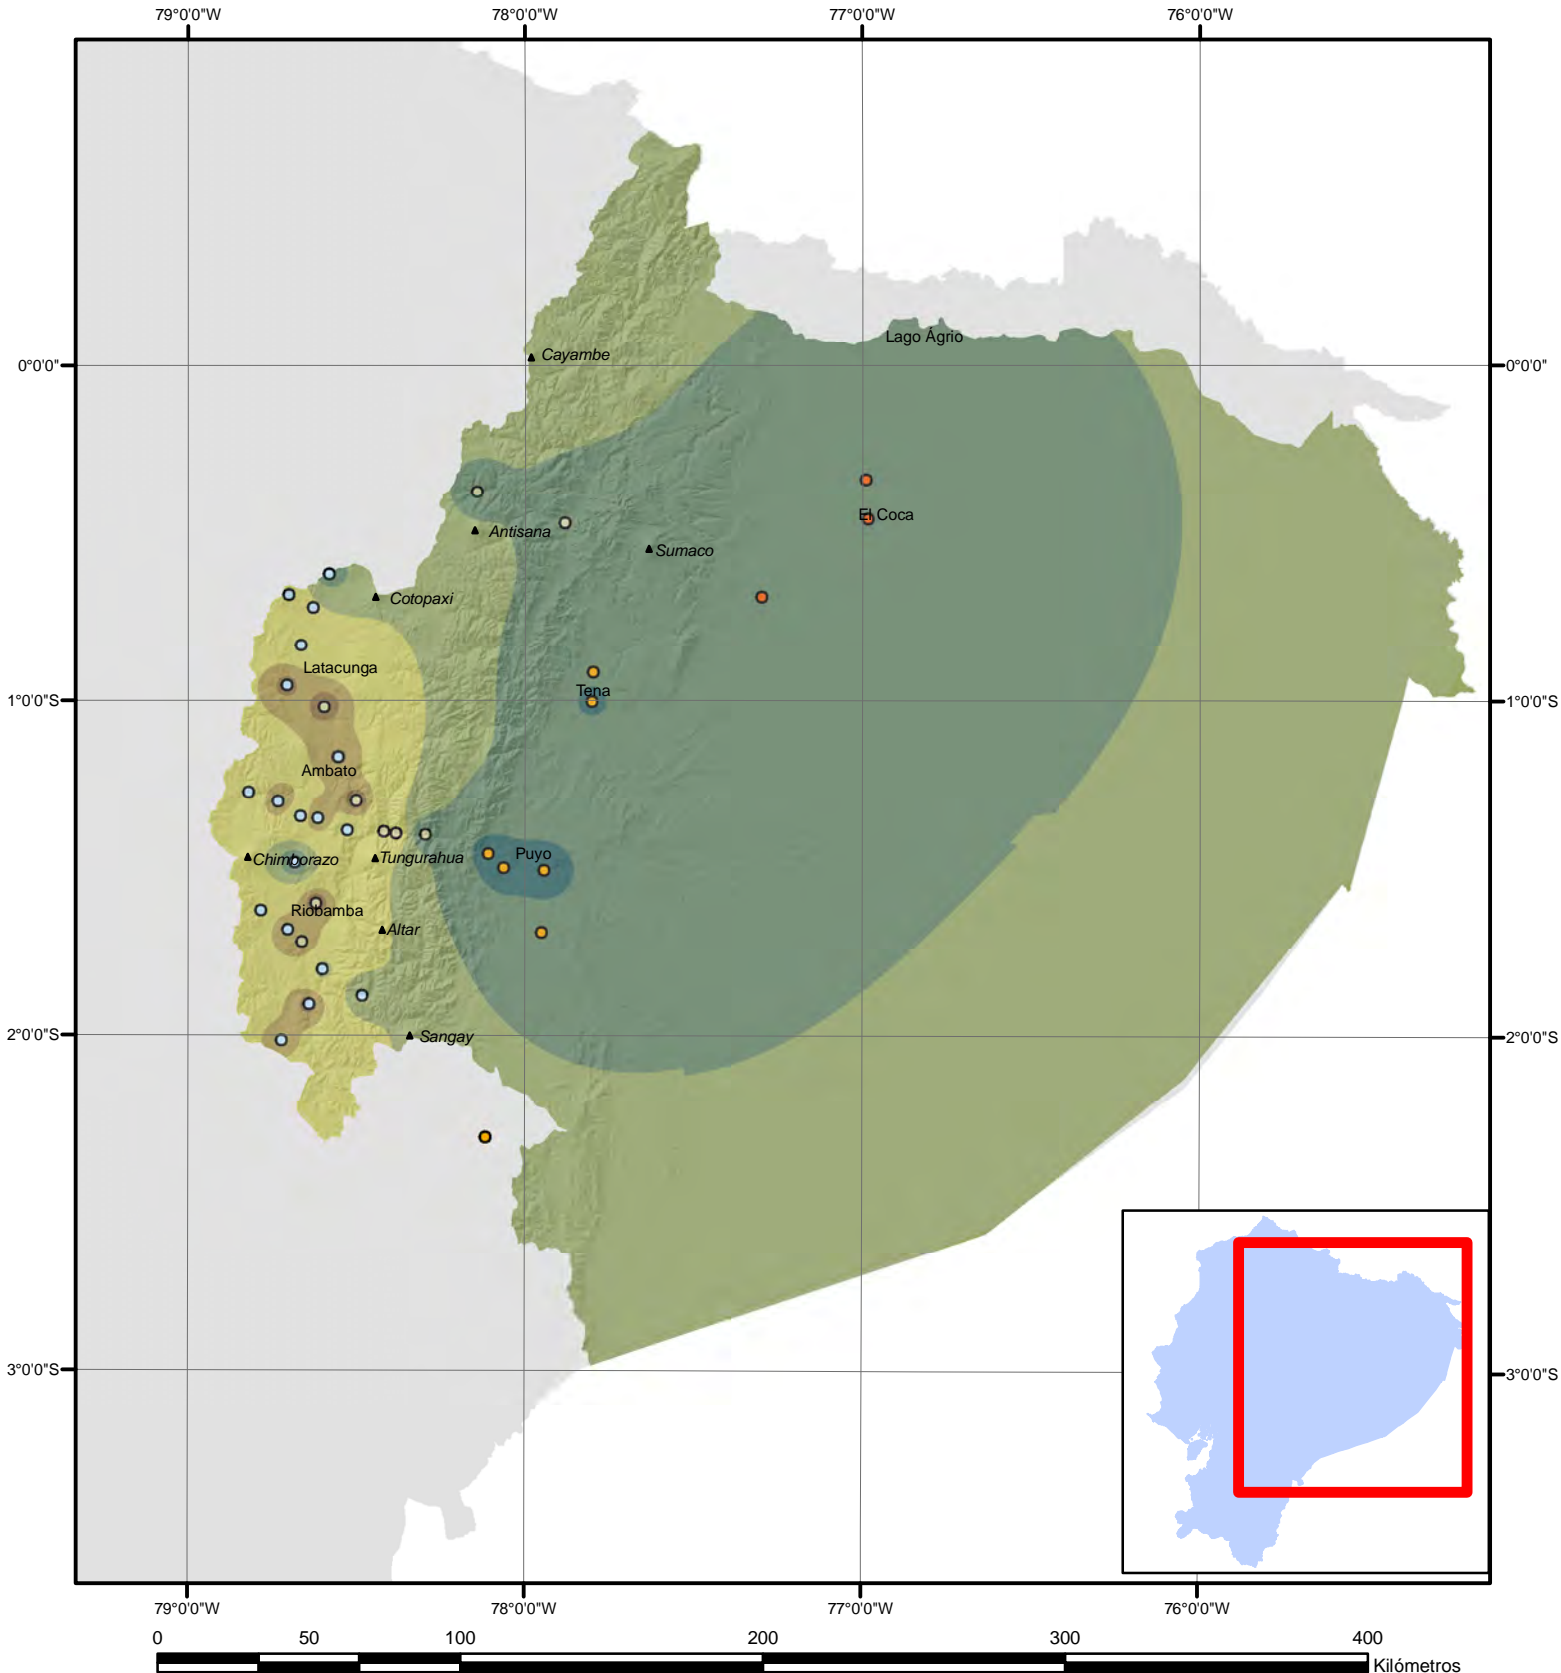 79°0'0"W
78°0'0"W
77°0'0"W
76°0'0"W
Lago Ágrio
Cayambe
0°0'0"
0°0'0"
El Coca
Antisana
Sumaco
Cotopaxi
Latacunga
Tena
1°0'0"S
1°0'0"S
Ambato
Puyo
Chimborazo
Tungurahua
Riobamba
Altar
2°0'0"S
2°0'0"S
Sangay
3°0'0"S
3°0'0"S
79°0'0"W
78°0'0"W
77°0'0"W
76°0'0"W
0
50
100
200
300
400
Kilómetros